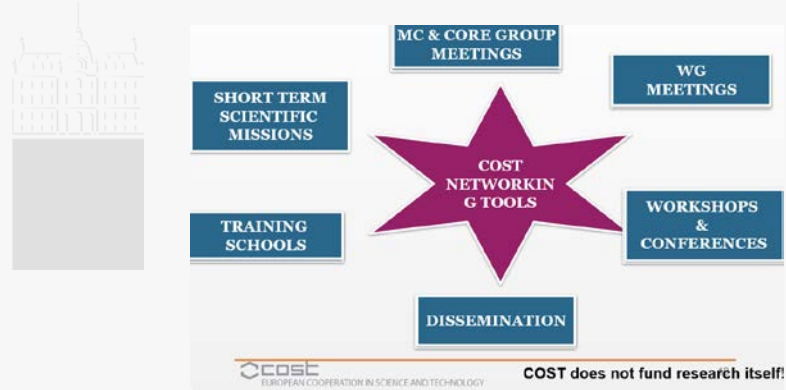 MC & CORE GROUP
MEETINGS
WG
MEETINGS
SHORT TERM
SCIENTIFIC
MISSIONS
COST
NETWORKIN
G TOOLS
WORKSHOPS
&
CONFERENCES
TRAINING
SCHOOLS
DISSEMINATION
cost
EUROPEAN COOPERATION IN SCIENCE AND TECHNOLOGY
COST does not fund research itself!